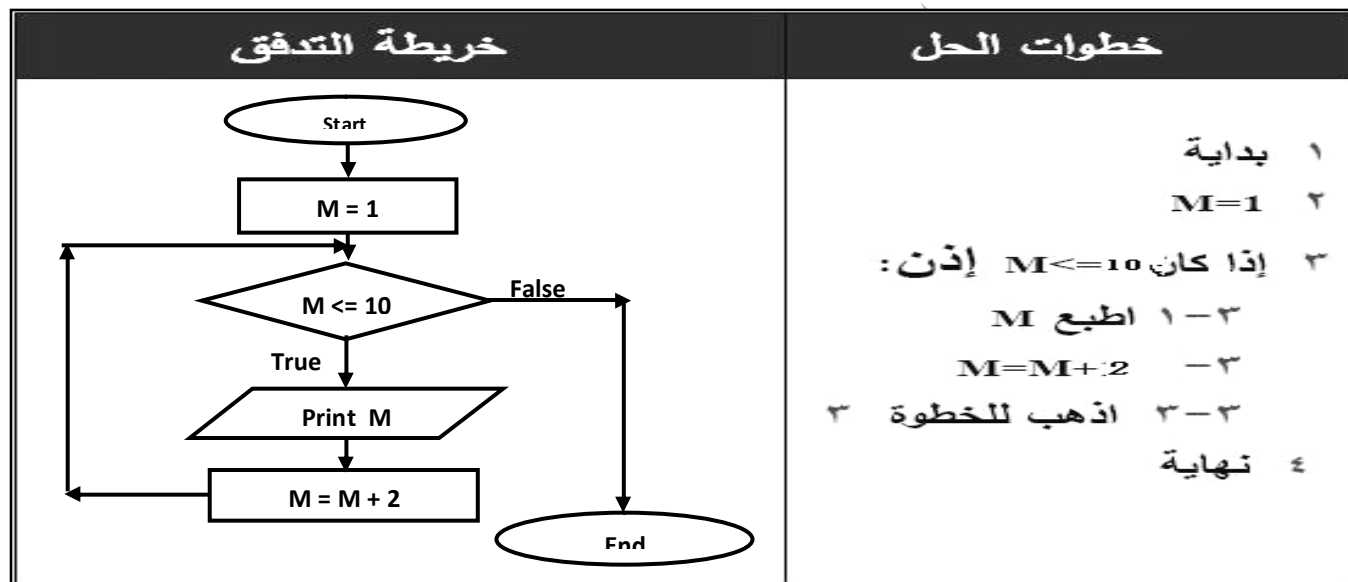 خطوات الحل
١ بداية
٢ M=1
٣ إذا كان M<=10 إذن:
٣-١ اطبع M
٣- M=M+2
٣-٣ اذهب للخطوة ٣
٤ نهاية
خريطة التدفق
Start
M = 1
M <= 10
False
True
Print M
M = M + 2
End